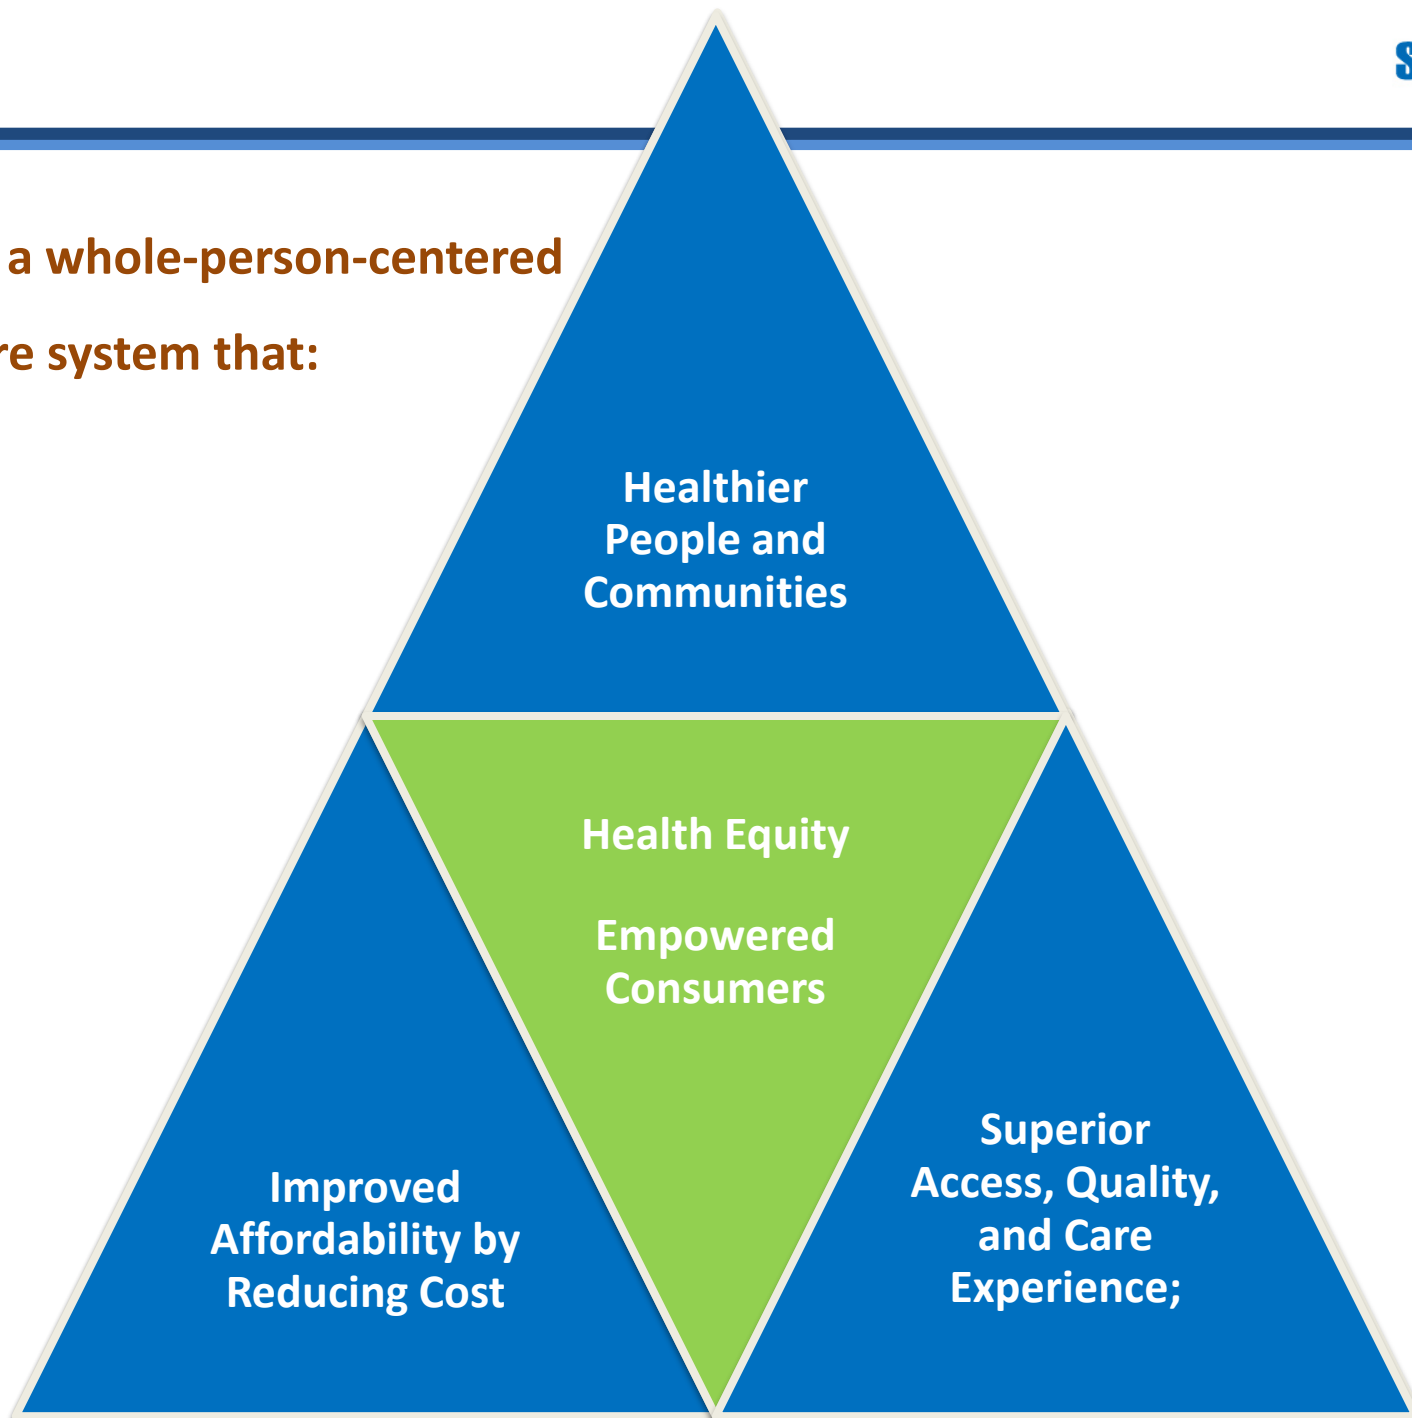 a whole-person-centered
system that:
Healthier
People and
Communities
Health Equity
Empowered
Consumers
Superior
Access, Quality,
and Care
Experience;
Improved
Affordability by
Reducing Cost